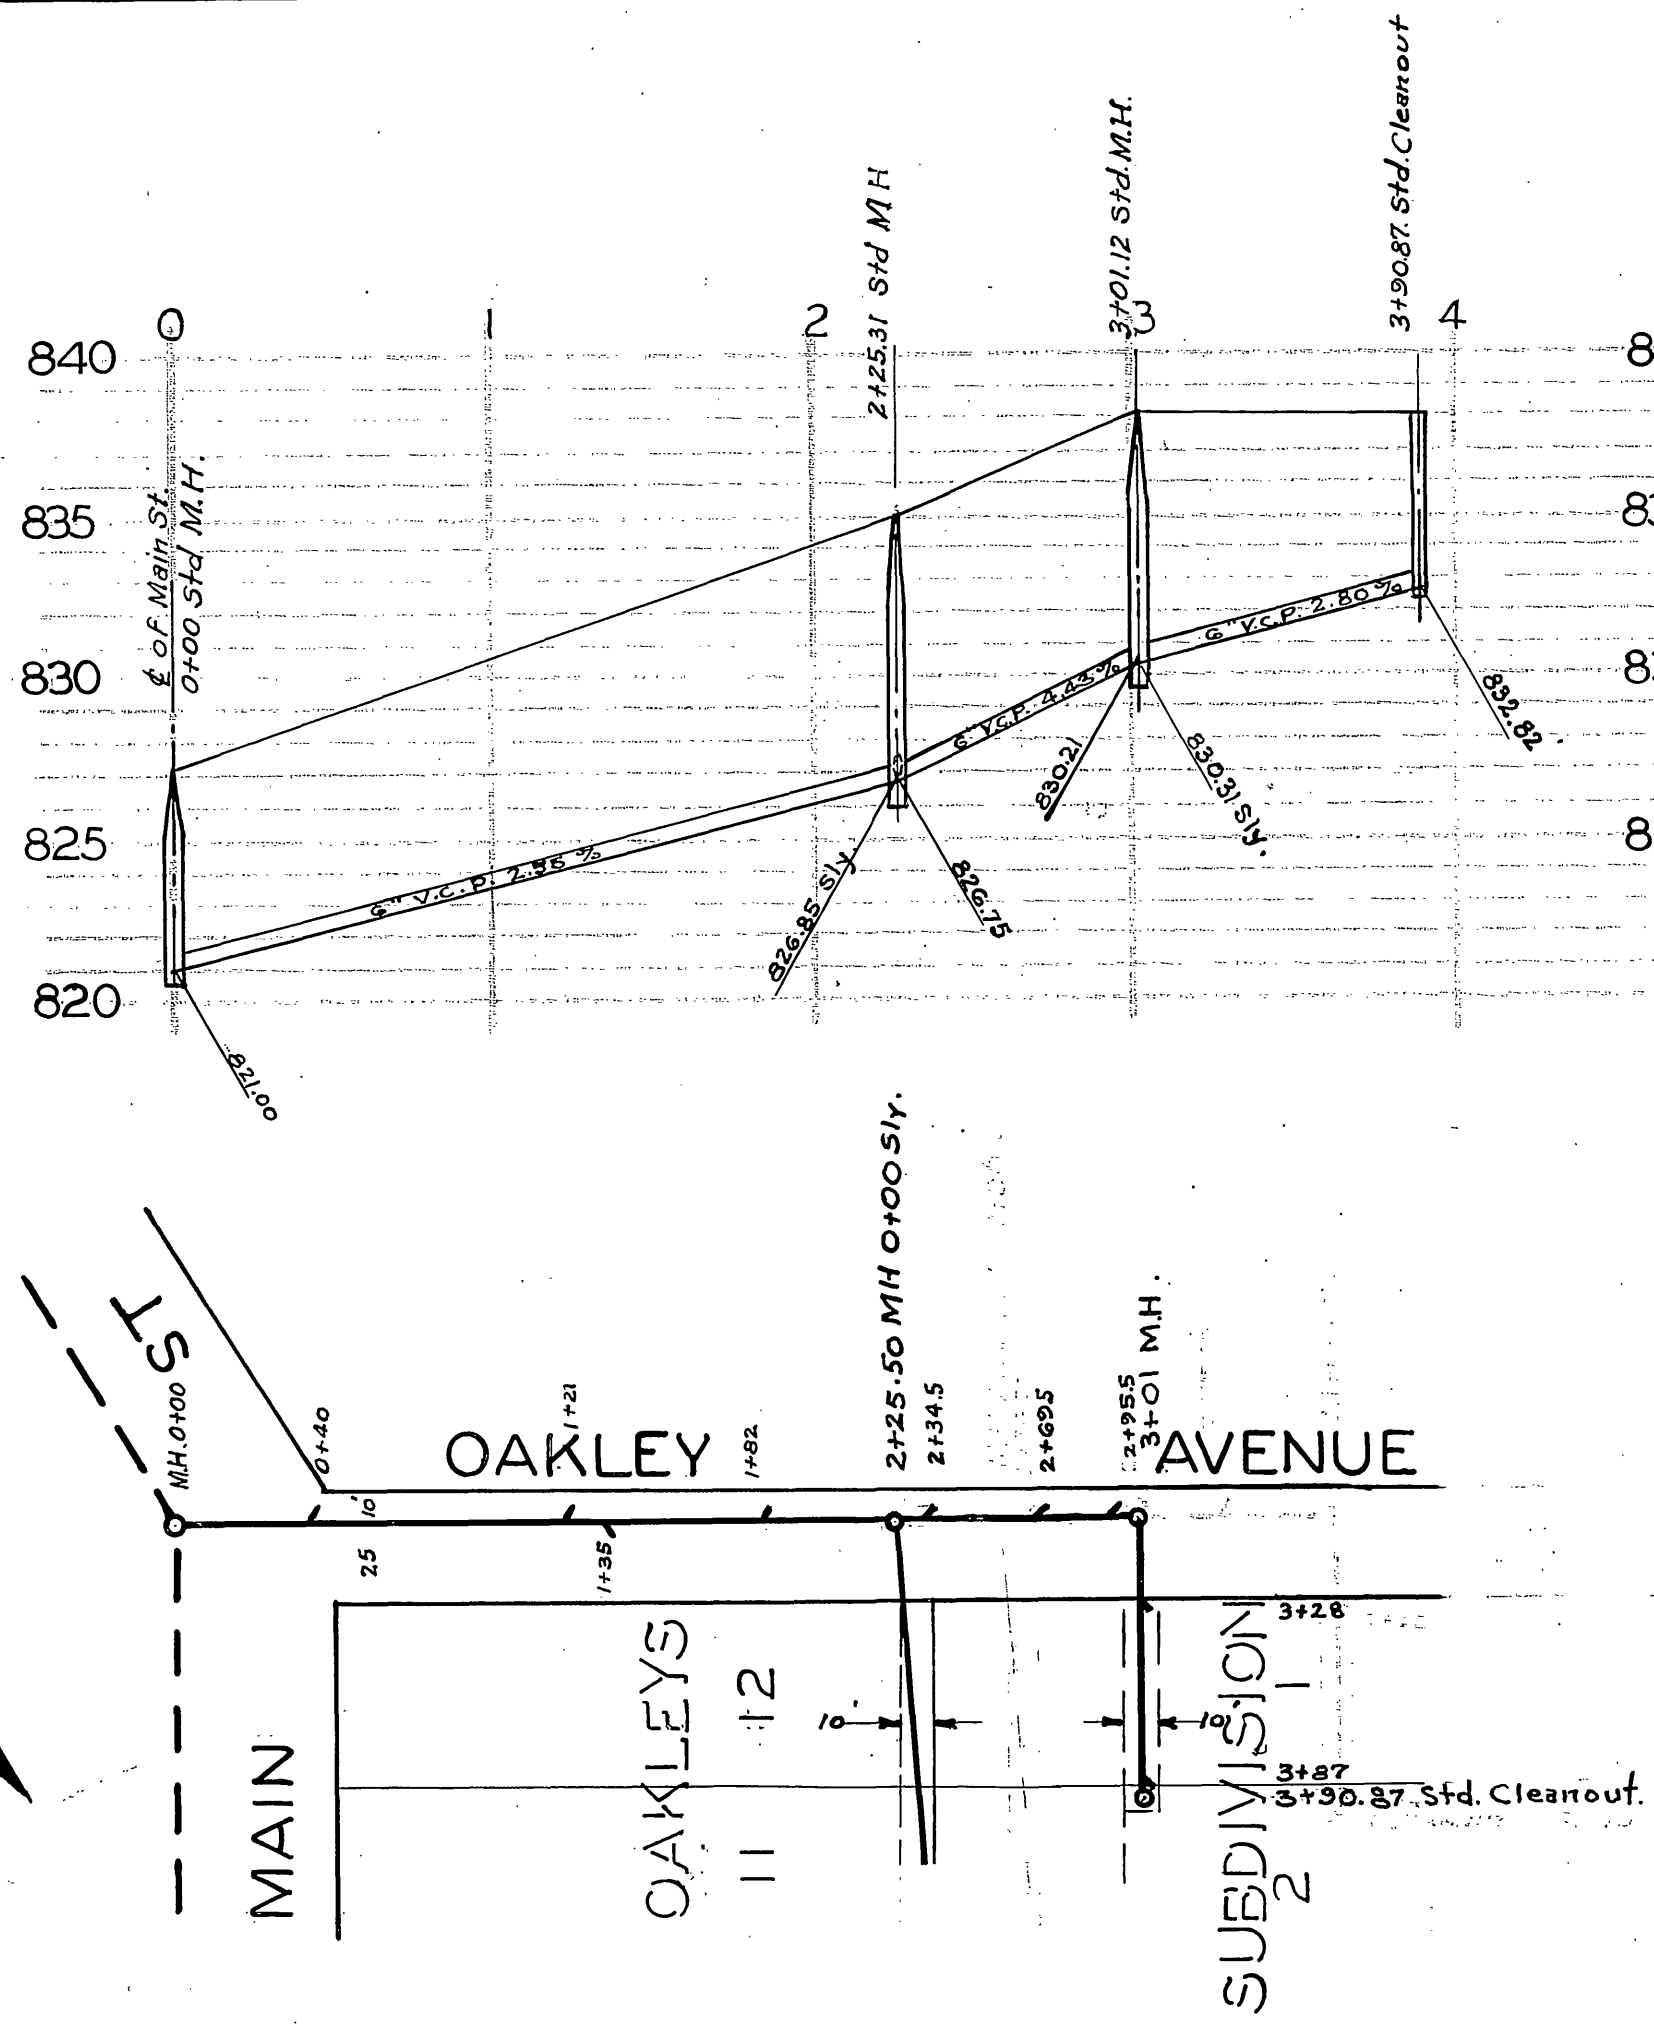 3+90.87. Std. Cleanout
3+01.12 Std. M.H.
2+25.31 Std M H
0 1 2 3 4
840 8
835 83
830 83
825 8
820
₵ of Main St.
0+00 Std M.H.
6" V.C.P. 2.55 %
6" V.C.P. 4.43 %
6" V.C.P. 2.80 %
821.00
826.85 Sly.
826.75
830.21
830.31 Sly.
832.82
2+25.50 MH 0+00 Sly.
3+01 M.H.
ST
M.H. 0+00
0+40
1+21
1+82
2+34.5
2+69.5
2+95.5
OAKLEY AVENUE
10'
25
1+35
3+28
MAIN
OAKLEYS
SUBDIVISION
11 12
1
2
10'
10'
3+87
3+90.87 Std. Cleanout.